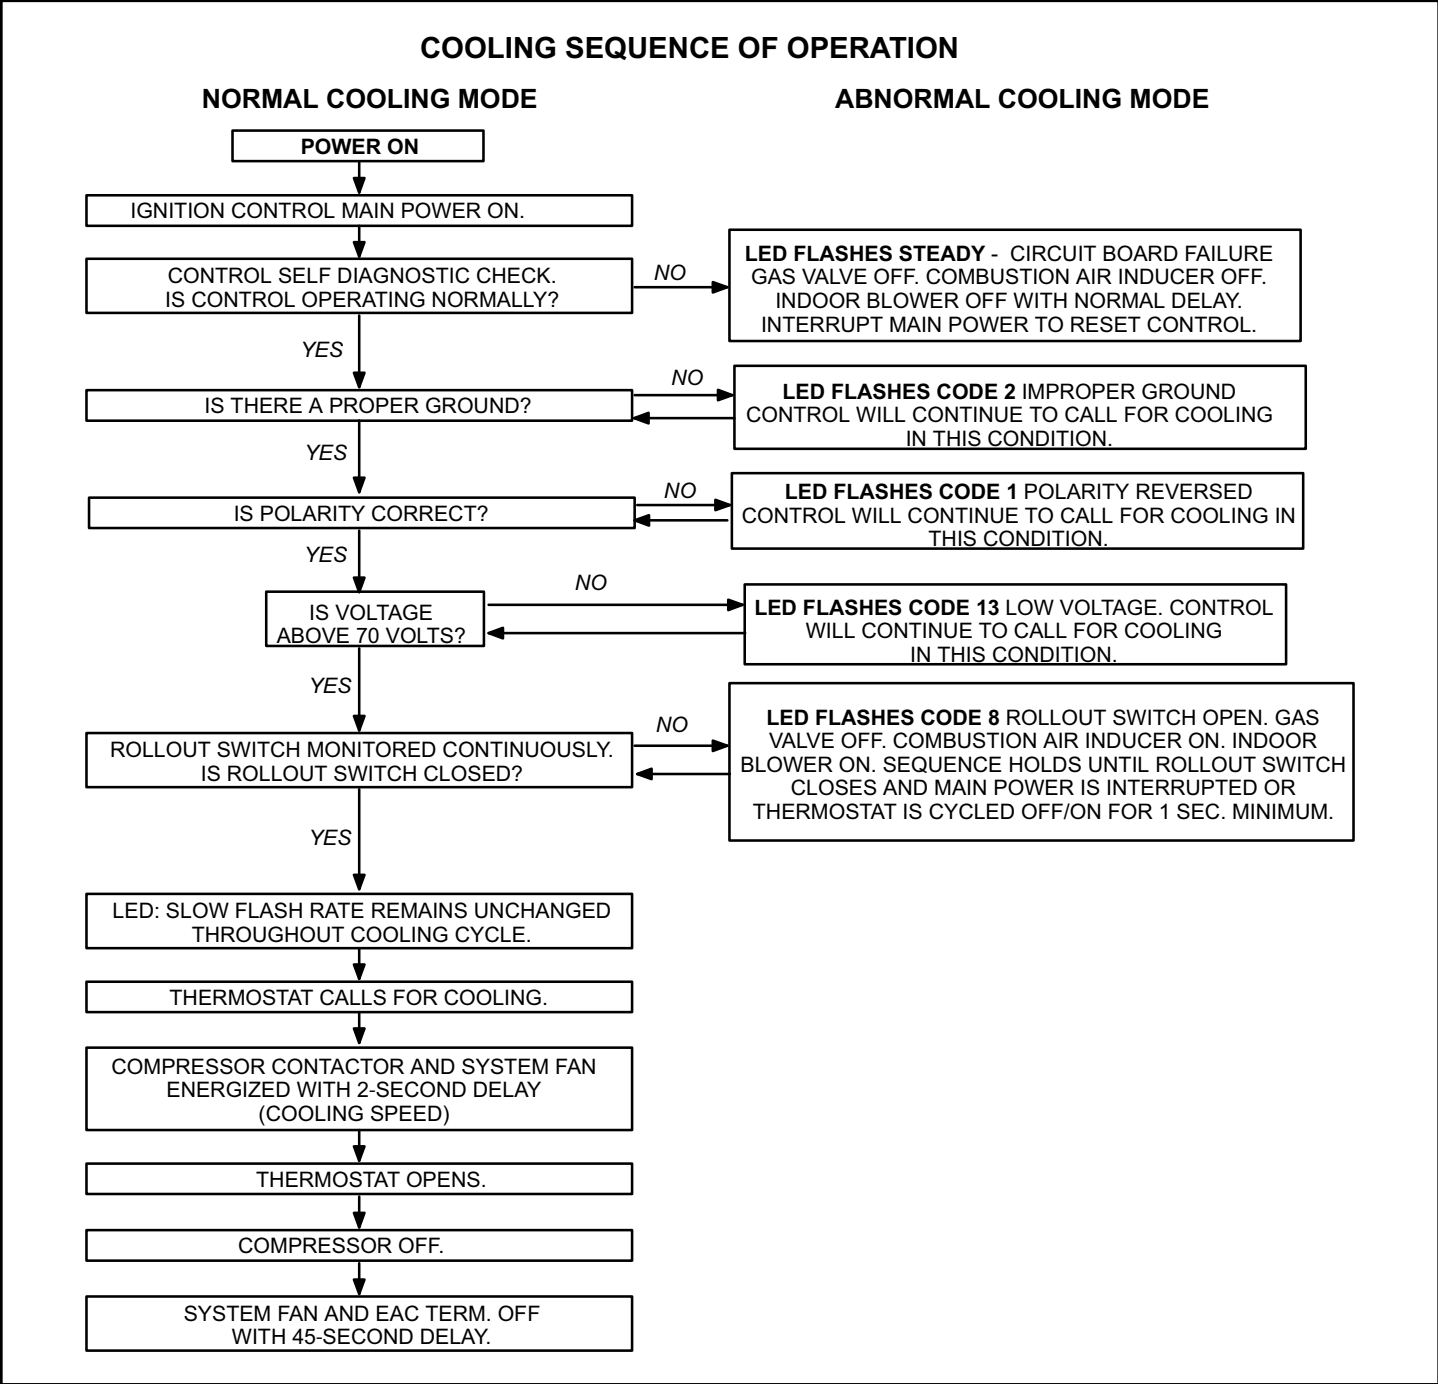 COOLING SEQUENCE OF OPERATION
NORMAL COOLING MODE
ABNORMAL COOLING MODE
POWER ON
IGNITION CONTROL MAIN POWER ON.
CONTROL SELF DIAGNOSTIC CHECK.
IS CONTROL OPERATING NORMALLY?
NO
LED FLASHES STEADY - CIRCUIT BOARD FAILURE
GAS VALVE OFF. COMBUSTION AIR INDUCER OFF.
INDOOR BLOWER OFF WITH NORMAL DELAY.
INTERRUPT MAIN POWER TO RESET CONTROL.
YES
IS THERE A PROPER GROUND?
NO
LED FLASHES CODE 2 IMPROPER GROUND
CONTROL WILL CONTINUE TO CALL FOR COOLING
IN THIS CONDITION.
YES
IS POLARITY CORRECT?
NO
LED FLASHES CODE 1 POLARITY REVERSED
CONTROL WILL CONTINUE TO CALL FOR COOLING IN
THIS CONDITION.
YES
IS VOLTAGE
ABOVE 70 VOLTS?
NO
LED FLASHES CODE 13 LOW VOLTAGE. CONTROL
WILL CONTINUE TO CALL FOR COOLING
IN THIS CONDITION.
YES
ROLLOUT SWITCH MONITORED CONTINUOUSLY.
IS ROLLOUT SWITCH CLOSED?
NO
LED FLASHES CODE 8 ROLLOUT SWITCH OPEN. GAS
VALVE OFF. COMBUSTION AIR INDUCER ON. INDOOR
BLOWER ON. SEQUENCE HOLDS UNTIL ROLLOUT SWITCH
CLOSES AND MAIN POWER IS INTERRUPTED OR
THERMOSTAT IS CYCLED OFF/ON FOR 1 SEC. MINIMUM.
YES
LED: SLOW FLASH RATE REMAINS UNCHANGED
THROUGHOUT COOLING CYCLE.
THERMOSTAT CALLS FOR COOLING.
COMPRESSOR CONTACTOR AND SYSTEM FAN
ENERGIZED WITH 2-SECOND DELAY
(COOLING SPEED)
THERMOSTAT OPENS.
COMPRESSOR OFF.
SYSTEM FAN AND EAC TERM. OFF
WITH 45-SECOND DELAY.